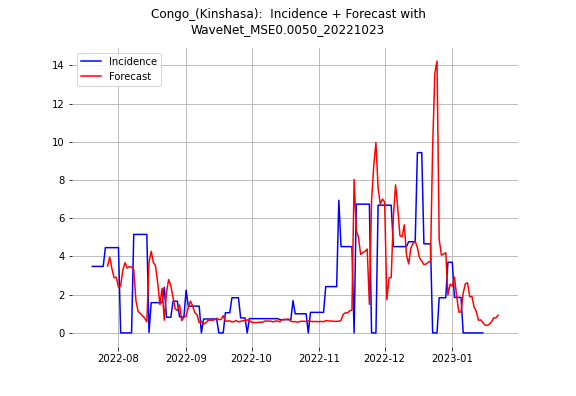 Congo_(Kinshasa):  Incidence + Forecast with
WaveNet_MSE0.0050_20221023
Incidence
Forecast
14
12
10
8
6
4
2
0
2022-08 2022-09 2022-10 2022-11 2022-12 2023-01